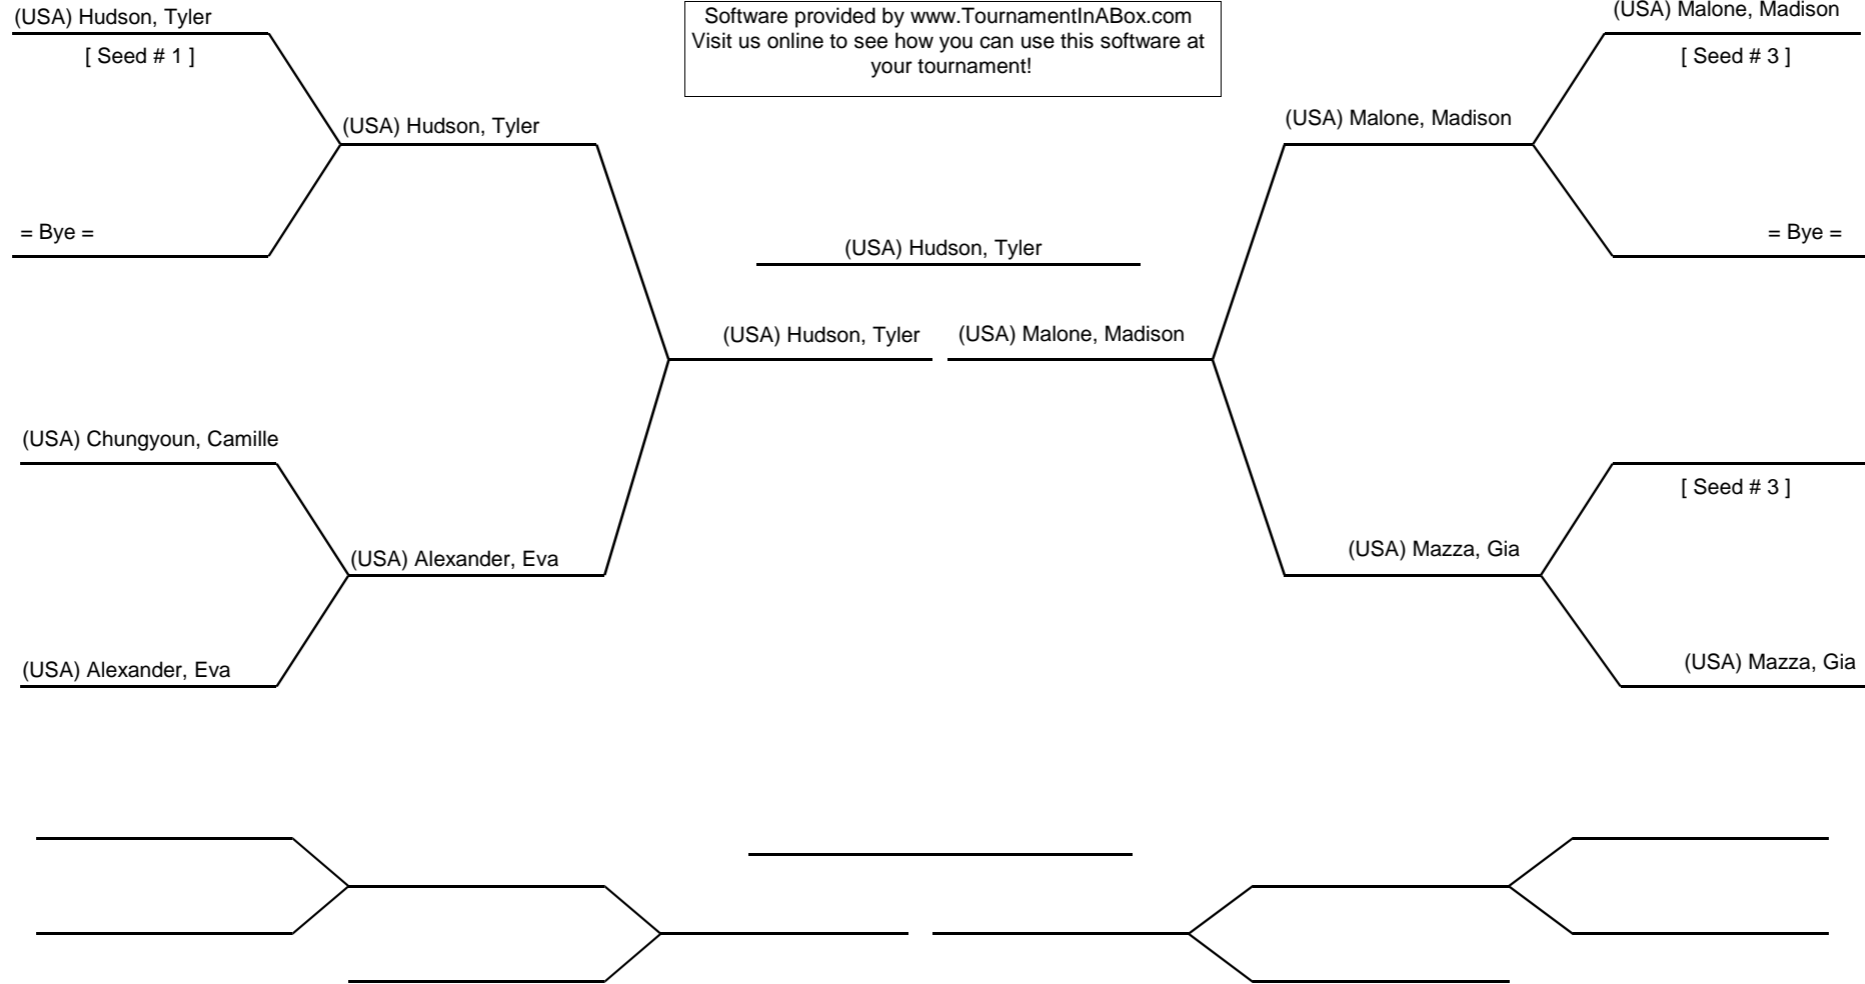 (USA) Hudson, Tyler
[ Seed # 1 ]
Software provided by www.TournamentInABox.com
Visit us online to see how you can use this software at
your tournament!
(USA) Malone, Madison
[ Seed # 3 ]
(USA) Hudson, Tyler
(USA) Malone, Madison
= Bye =
(USA) Hudson, Tyler
= Bye =
(USA) Hudson, Tyler
(USA) Malone, Madison
(USA) Chungyoun, Camille
[ Seed # 3 ]
(USA) Alexander, Eva
(USA) Mazza, Gia
(USA) Alexander, Eva
(USA) Mazza, Gia